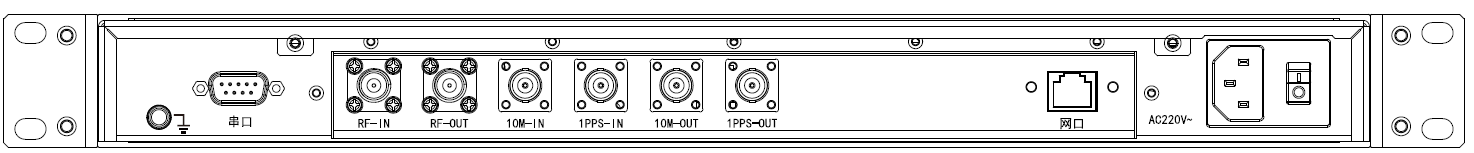 串口
RF-IN
RF-OUT
10M-IN
1PPS-IN
10M-OUT
1PPS-OUT
网口
AC220V~